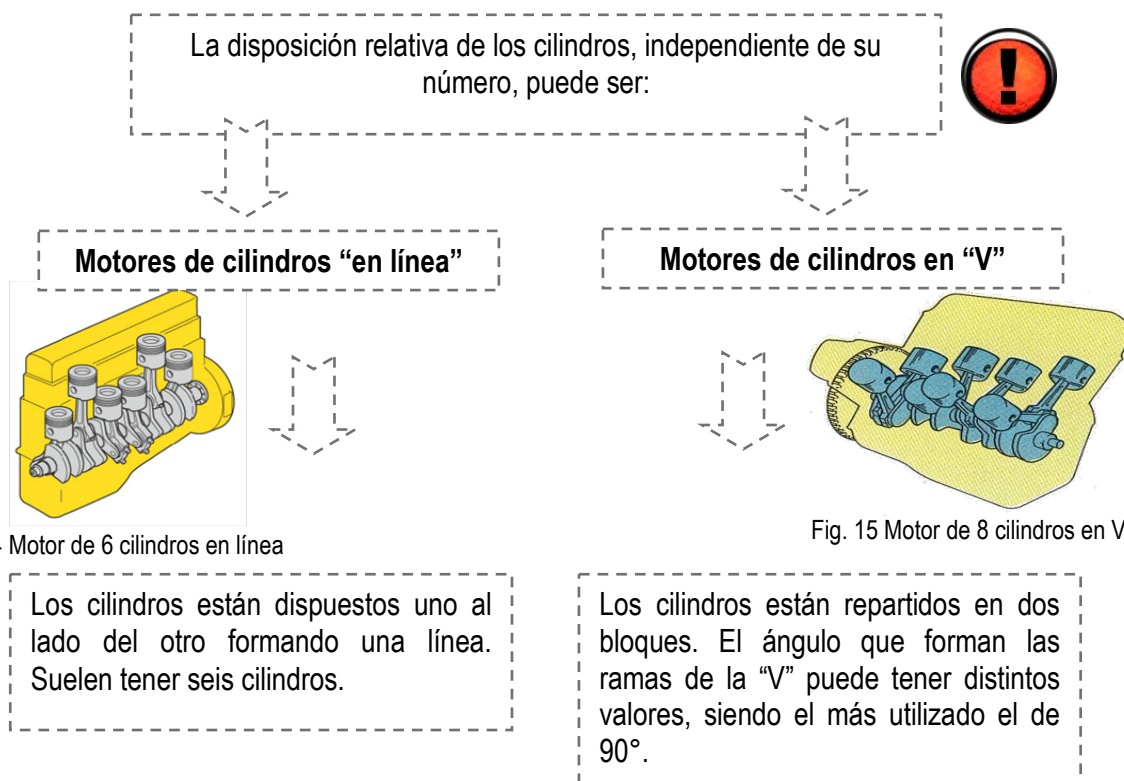 La disposición relativa de los cilindros, independiente de su
número, puede ser:
Motores de cilindros “en línea”
Motores de cilindros en “V”
Motor de 6 cilindros en línea
Fig. 15 Motor de 8 cilindros en V
Los cilindros están dispuestos uno al
lado del otro formando una línea.
Suelen tener seis cilindros.
Los cilindros están repartidos en dos
bloques. El ángulo que forman las
ramas de la “V” puede tener distintos
valores, siendo el más utilizado el de
90°.